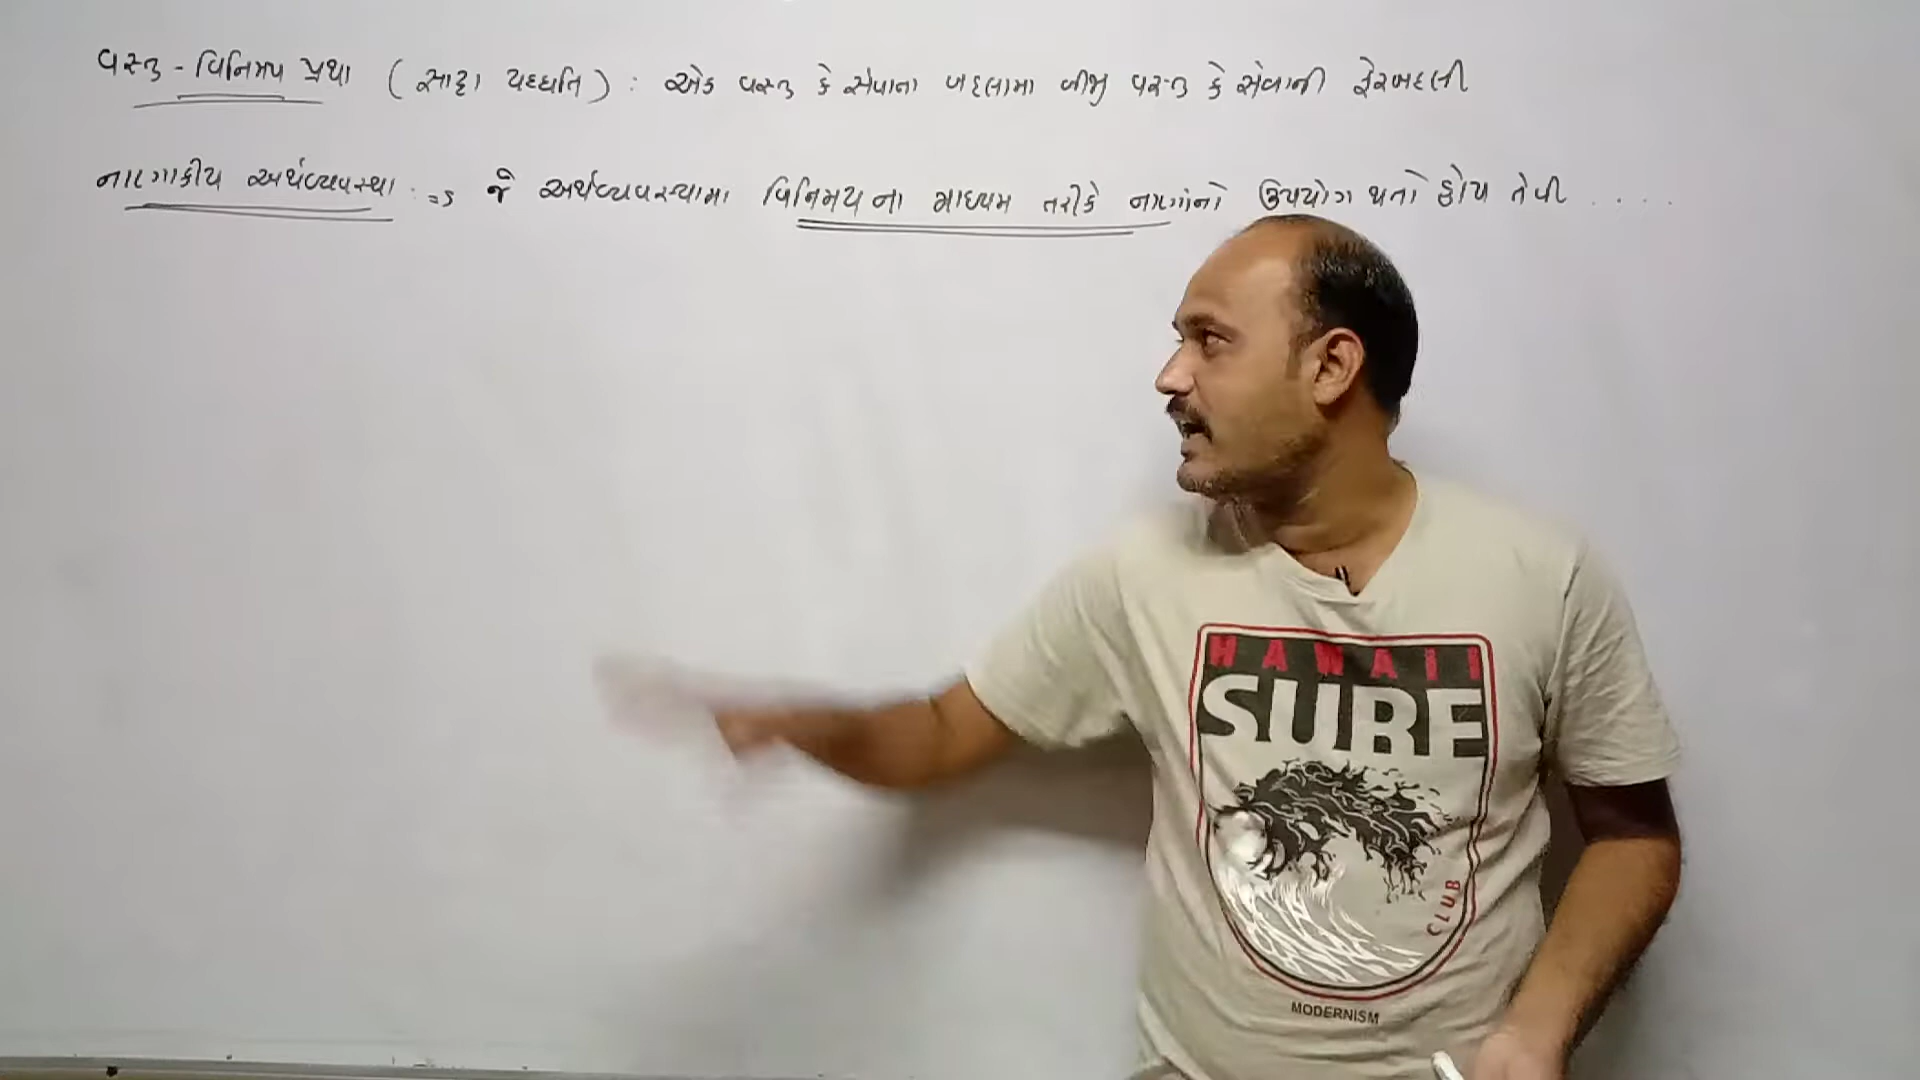 વસ્તુ - વિનિમય પ્રથા ( સાટા પદ્ધતિ ) : એક વસ્તુ કે સેવાના બદલામાં બીજી વસ્તુ કે સેવાની ફેરબદલી
નાણાકીય અર્થવ્યવસ્થા : => જે અર્થવ્યવસ્થામાં વિનિમયના માધ્યમ તરીકે નાણાંનો ઉપયોગ થતો હોય તેવી .....
HAWAII
SURF
CLUB
MODERNISM